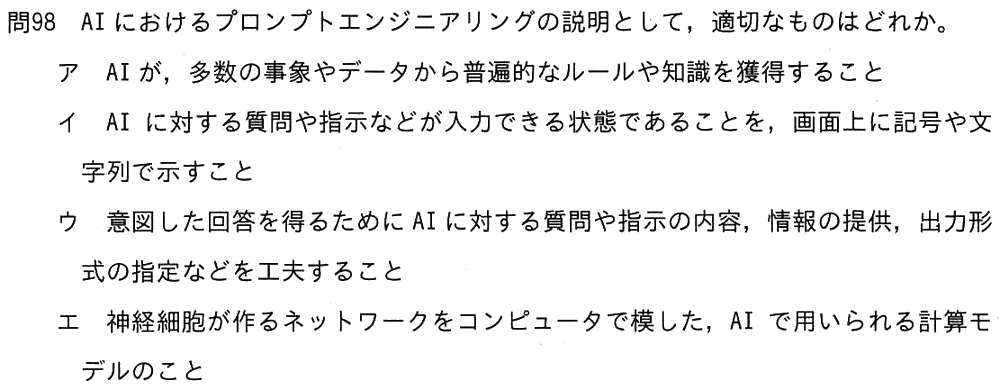 問98 AIにおけるプロンプトエンジニアリングの説明として，適切なものはどれか。
ア AIが，多数の事象やデータから普遍的なルールや知識を獲得すること
イ AI に対する質問や指示などが入力できる状態であることを，画面上に記号や文
字列で示すこと
ウ 意図した回答を得るためにAIに対する質問や指示の内容，情報の提供，出力形
式の指定などを工夫すること
エ 神経細胞が作るネットワークをコンピュータで模した，AI で用いられる計算モ
デルのこと